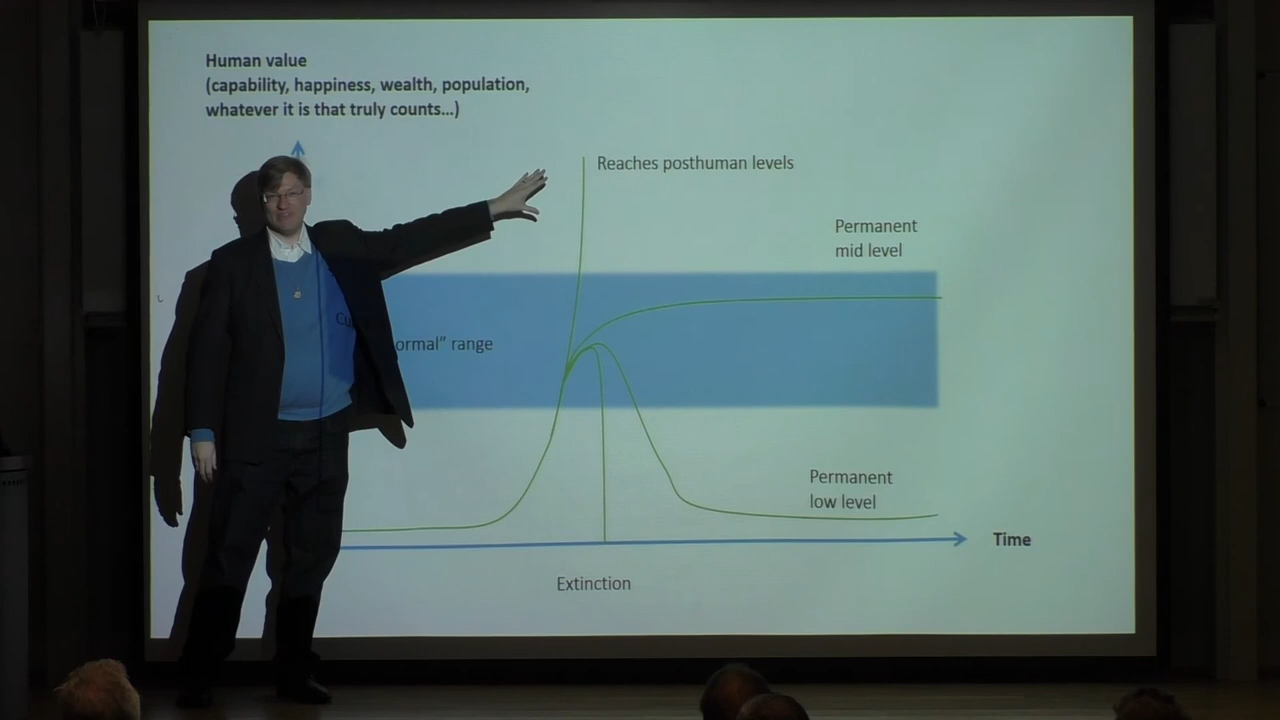 Human value
(capability, happiness, wealth, population,
whatever it is that truly counts...)
Reaches posthuman levels
Permanent
mid level
range
Permanent
low level
Time
Extinction